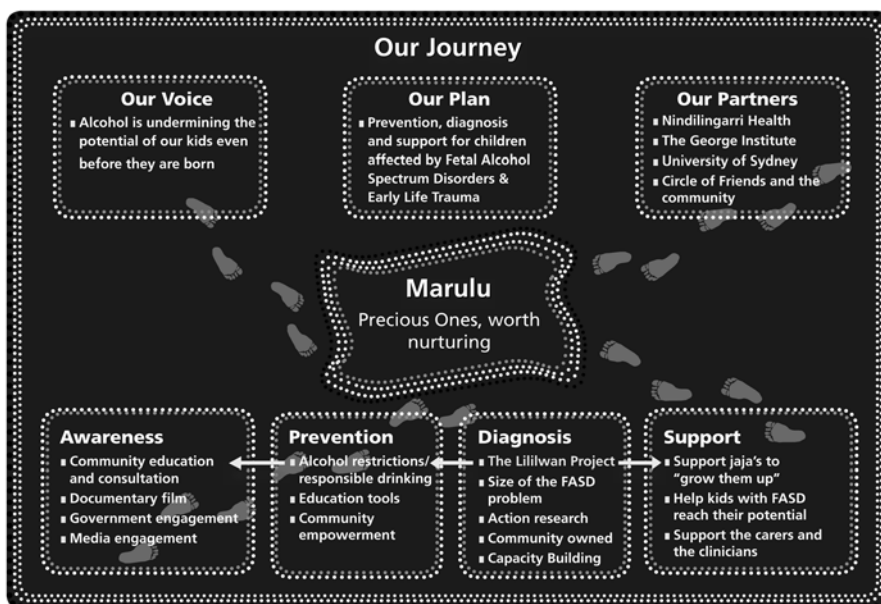 Our Journey
Our Voice
▪ Alcohol is undermining the
potential of our kids even
before they are born
Our Plan
▪ Prevention, diagnosis
and support for children
affected by Fetal Alcohol
Spectrum Disorders &
Early Life Trauma
Our Partners
▪ Nindilingarri Health
▪ The George Institute
▪ University of Sydney
▪ Circle of Friends and the
community
Marulu
Precious Ones, worth
nurturing
Awareness
▪ Community education
and consultation
▪ Documentary film
▪ Government engagement
▪ Media engagement
Prevention
▪ Alcohol restrictions/
responsible drinking
▪ Education tools
▪ Community
empowerment
Diagnosis
▪ The Lililwan Project
▪ Size of the FASD
problem
▪ Action research
▪ Community owned
▪ Capacity Building
Support
▪ Support jaja's to
"grow them up"
▪ Help kids with FASD
reach their potential
▪ Support the carers and
the clinicians